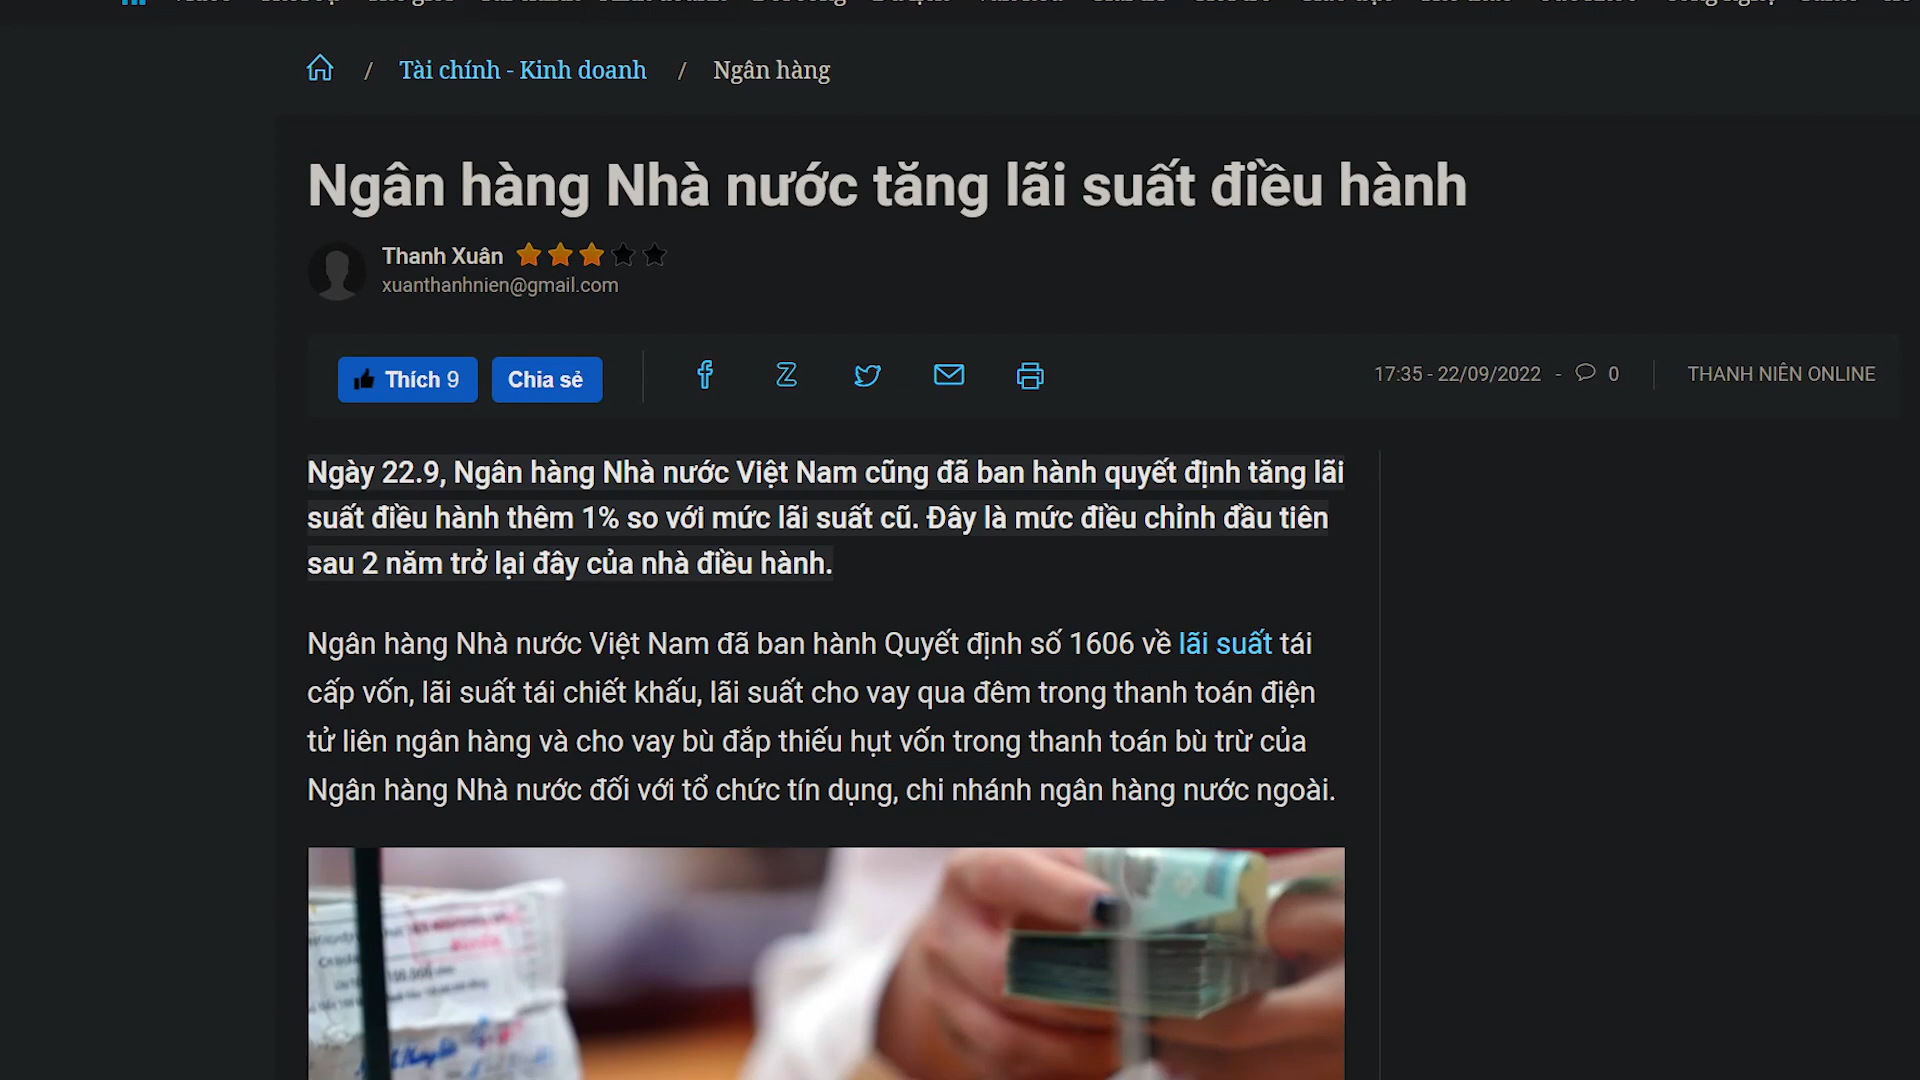 Tài chính - Kinh doanh / Ngân hàng
Ngân hàng Nhà nước tăng lãi suất điều hành
Thanh Xuân
xuanthanhnien@gmail.com
Thích 9 Chia sẻ 17:35 - 22/09/2022 - 0 THANH NIÊN ONLINE
Ngày 22.9, Ngân hàng Nhà nước Việt Nam cũng đã ban hành quyết định tăng lãi
suất điều hành thêm 1% so với mức lãi suất cũ. Đây là mức điều chỉnh đầu tiên
sau 2 năm trở lại đây của nhà điều hành.
Ngân hàng Nhà nước Việt Nam đã ban hành Quyết định số 1606 về lãi suất tái
cấp vốn, lãi suất tái chiết khấu, lãi suất cho vay qua đêm trong thanh toán điện
tử liên ngân hàng và cho vay bù đắp thiếu hụt vốn trong thanh toán bù trừ của
Ngân hàng Nhà nước đối với tổ chức tín dụng, chi nhánh ngân hàng nước ngoài.